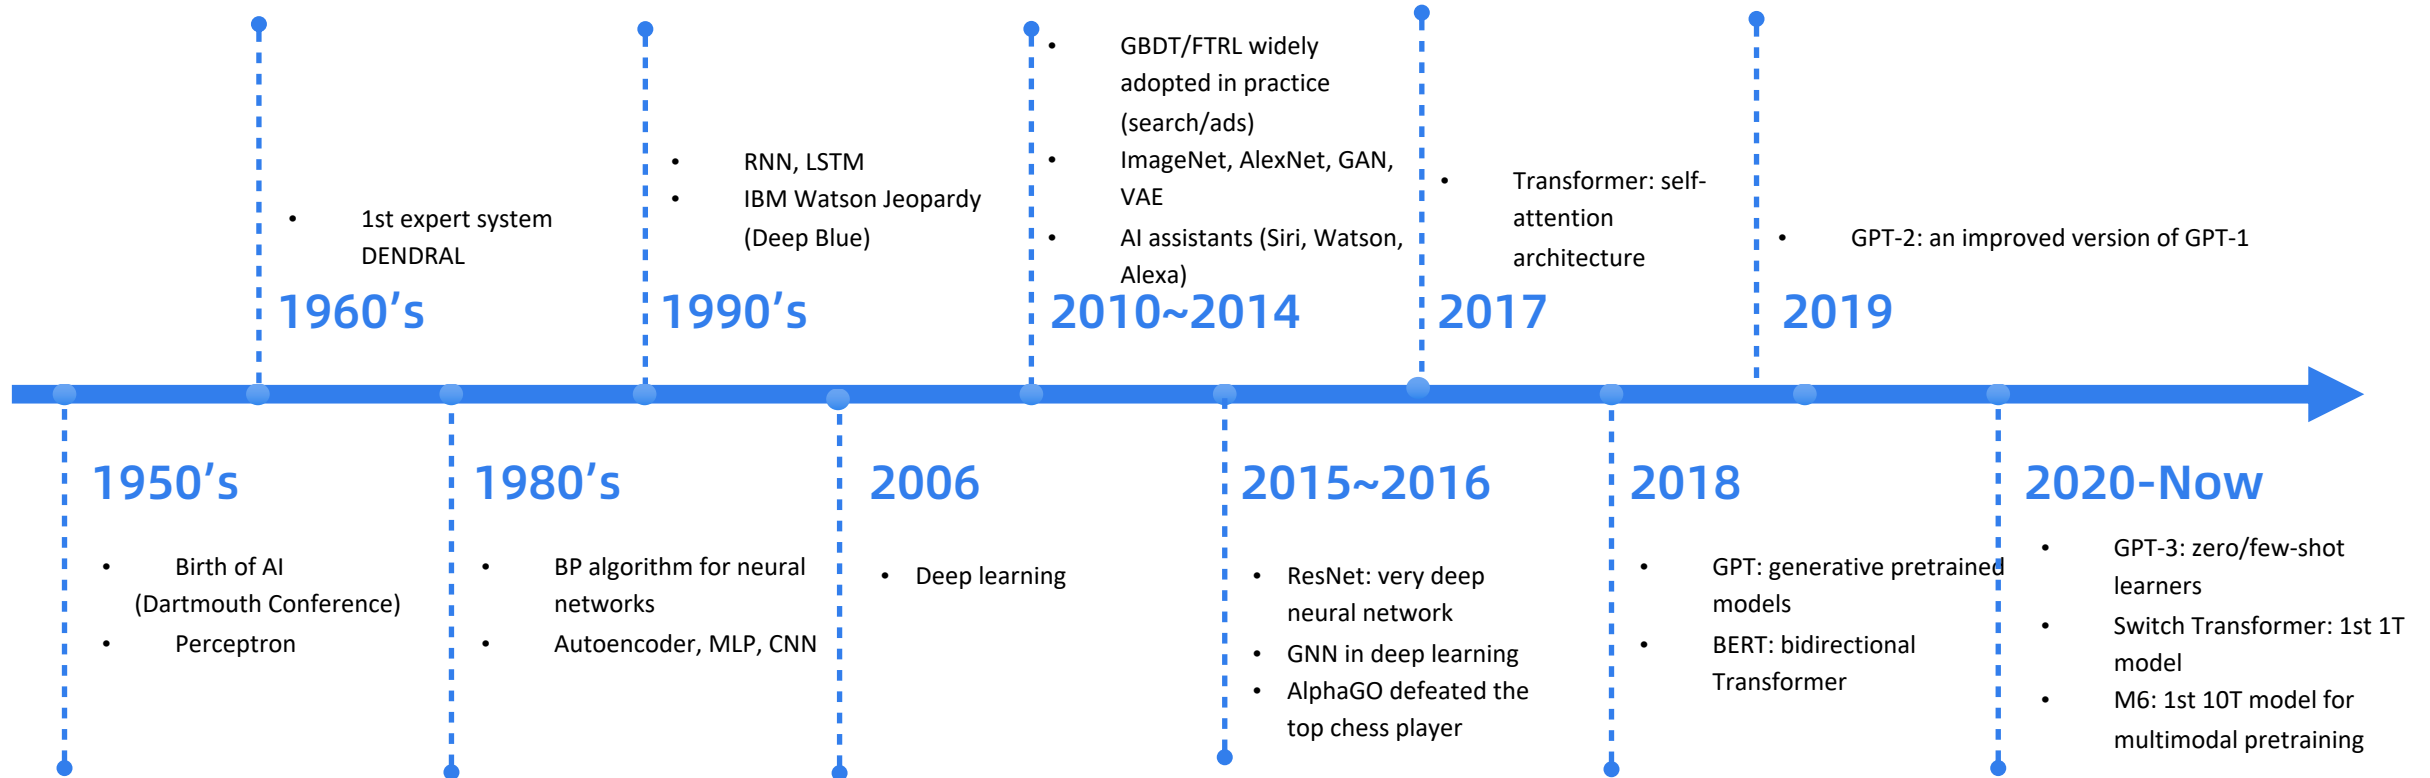 • GBDT/FTRL widely
adopted in practice
(search/ads)
• ImageNet, AlexNet, GAN,
VAE
• AI assistants (Siri, Watson,
Alexa)
• RNN, LSTM
• IBM Watson Jeopardy
(Deep Blue)
• Transformer: self-
attention
architecture
• 1st expert system
DENDRAL
• GPT-2: an improved version of GPT-1
1960’s
1990’s
2010~2014
2017
2019
1950’s
1980’s
2006
2015~2016
2018
2020-Now
• Birth of AI
(Dartmouth Conference)
• Perceptron
• BP algorithm for neural
networks
• Autoencoder, MLP, CNN
• Deep learning
• ResNet: very deep
neural network
• GNN in deep learning
• AlphaGO defeated the
top chess player
• GPT: generative pretrained
models
• BERT: bidirectional
Transformer
• GPT-3: zero/few-shot
learners
• Switch Transformer: 1st 1T
model
• M6: 1st 10T model for
multimodal pretraining